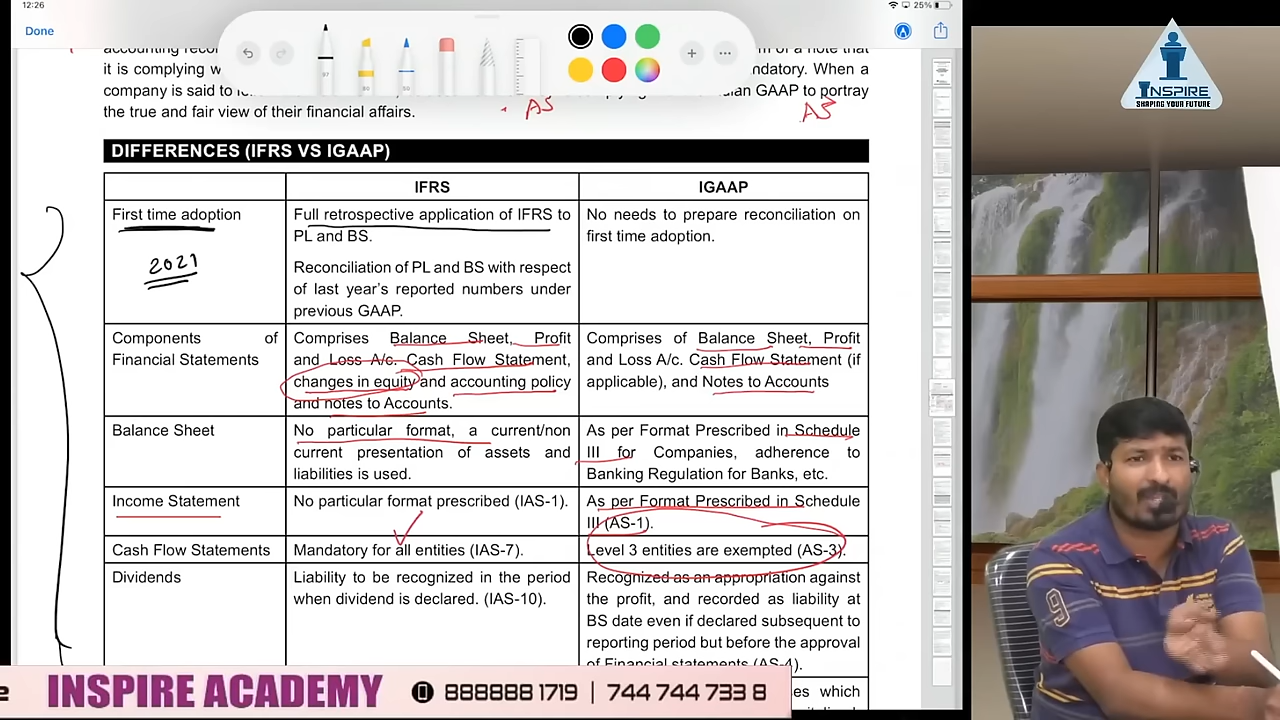 12:26
25%
Done
it is complying w
ndatory. When a
company is said to
dian GAAP to portray
the true and fair view of their financial affairs.
AS
AS
DIFFERENCES (IFRS VS IGAAP)
IFRS
IGAAP
First time adoption
2021
Full retrospective application of IFRS to
PL and BS.
Reconciliation of PL and BS with respect
of last year's reported numbers under
previous GAAP.
No needs to prepare reconciliation on
first time adoption.
Components of
Financial Statements
Comprises Balance Sheet, Profit
and Loss A/c. Cash Flow Statement,
changes in equity and accounting policy
and notes to Accounts.
Comprises of Balance Sheet, Profit
and Loss A/c. Cash Flow Statement (if
applicable), and Notes to Accounts
Balance Sheet
No particular format, a current/non
current presentation of assets and
liabilities is used.
As per Format Prescribed in Schedule
III for Companies, adherence to
Banking Regulation for Banks, etc.
Income Statement
No particular format prescribed (IAS-1).
As per Format Prescribed in Schedule
III (AS-1).
Cash Flow Statements
Mandatory for all entities (IAS-7).
Level 3 entities are exempted (AS-3).
Dividends
Liability to be recognized in the period
when dividend is declared. (IAS-10).
Recognized as an appropriation against
the profit, and recorded as liability at
BS date even if declared subsequent to
reporting period but before the approval
of Financial statements (AS-4).
es which
INSPIRE
SHAPING YOUR FUTURE
9
INSPIRE ACADEMY 888888 1719 | 744 744 733 8